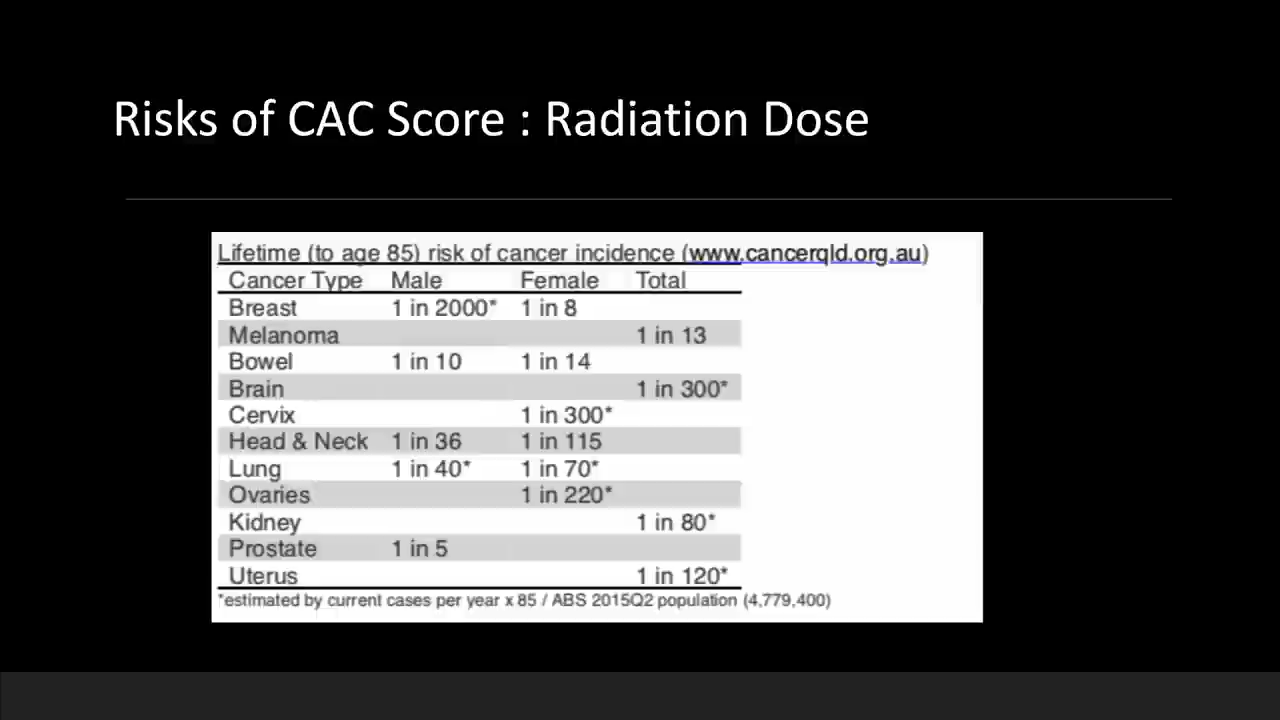 Risks of CAC Score : Radiation Dose
Lifetime (to age 85) risk of cancer incidence (www.cancerqld.org.au)
Cancer Type Male Female Total
Breast 1 in 2000* 1 in 8
Melanoma 1 in 13
Bowel 1 in 10 1 in 14
Brain 1 in 300*
Cervix 1 in 300*
Head & Neck 1 in 36 1 in 115
Lung 1 in 40* 1 in 70*
Ovaries 1 in 220*
Kidney 1 in 80*
Prostate 1 in 5
Uterus 1 in 120*
*estimated by current cases per year x 85 / ABS 2015Q2 population (4,779,400)